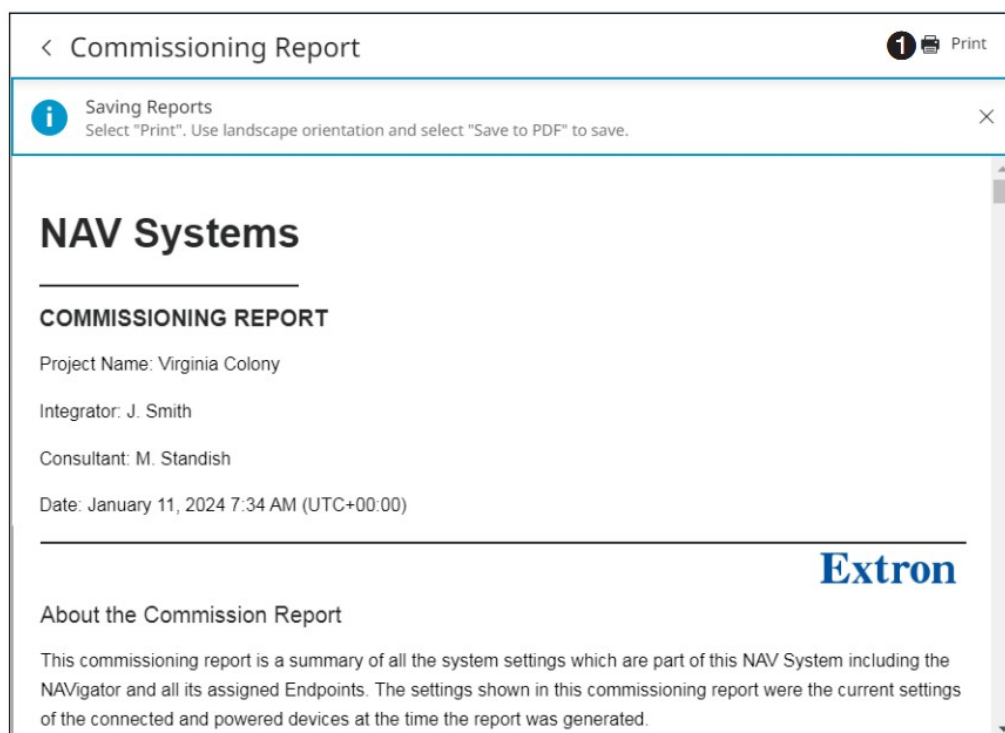 Commissioning Report
1 Print
Saving Reports
Select "Print". Use landscape orientation and select "Save to PDF" to save.
NAV Systems
COMMISSIONING REPORT
Project Name: Virginia Colony
Integrator: J. Smith
Consultant: M. Standish
Date: January 11, 2024 7:34 AM (UTC+00:00)
Extron
About the Commission Report
This commissioning report is a summary of all the system settings which are part of this NAV System including the
NAVigator and all its assigned Endpoints. The settings shown in this commissioning report were the current settings
of the connected and powered devices at the time the report was generated.